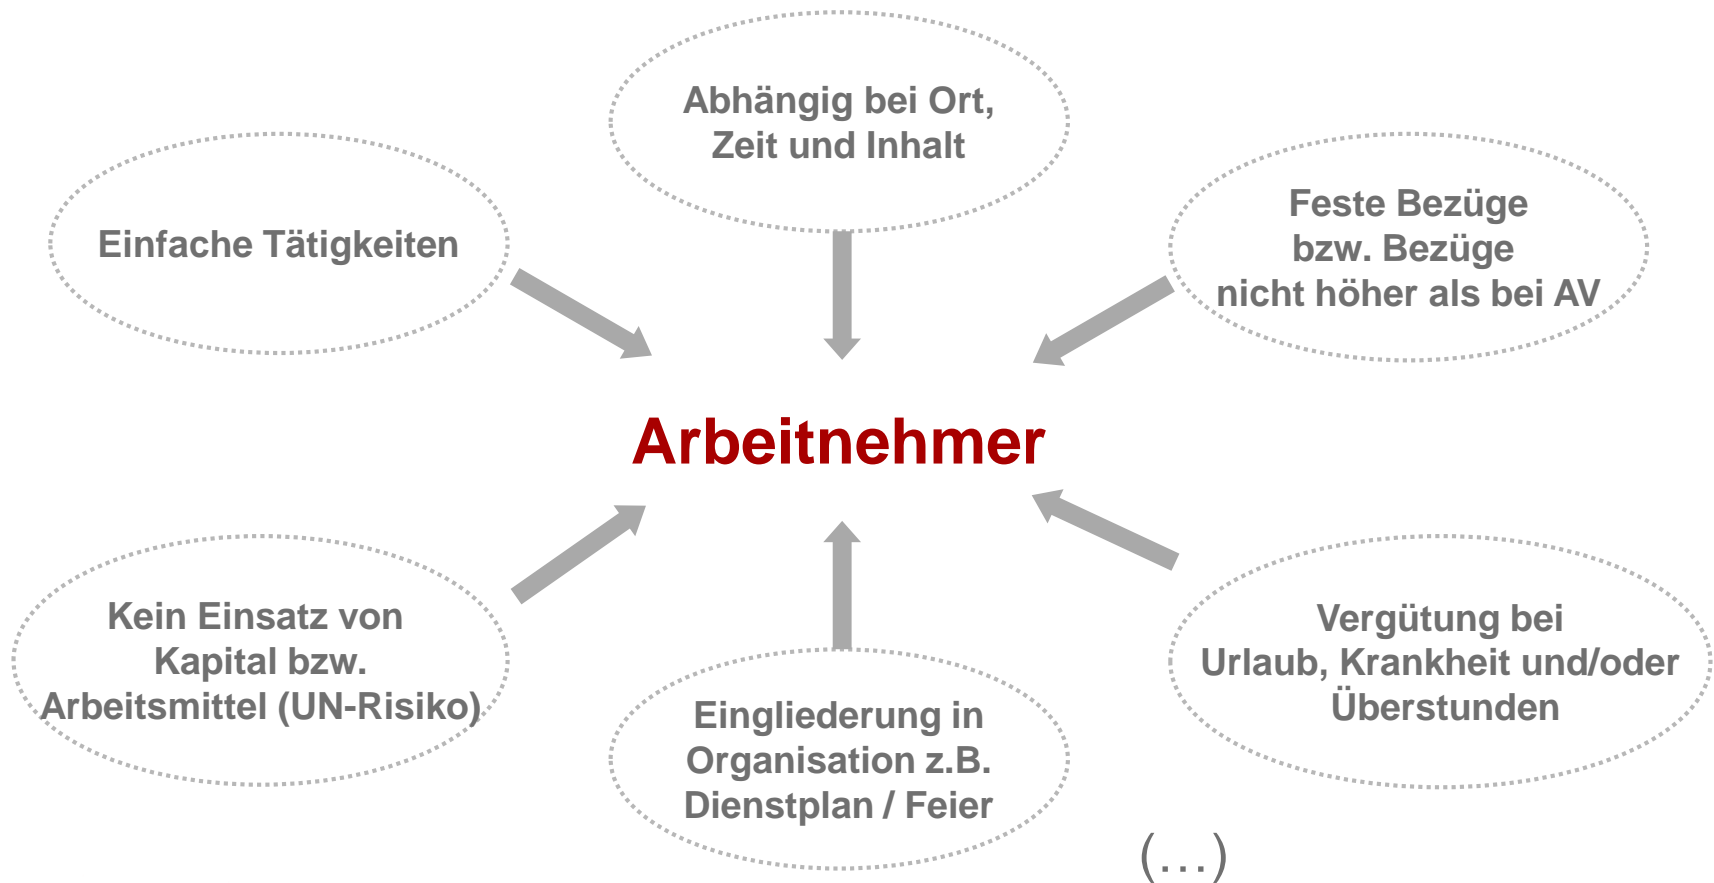 Abhängig bei Ort,
Zeit und Inhalt
Einfache Tätigkeiten
Feste Bezüge
bzw. Bezüge
nicht höher als bei AV
Arbeitnehmer
Kein Einsatz von
Kapital bzw.
Arbeitsmittel (UN-Risiko)
Eingliederung in
Organisation z.B.
Dienstplan / Feier
Vergütung bei
Urlaub, Krankheit und/oder
Überstunden
(…)